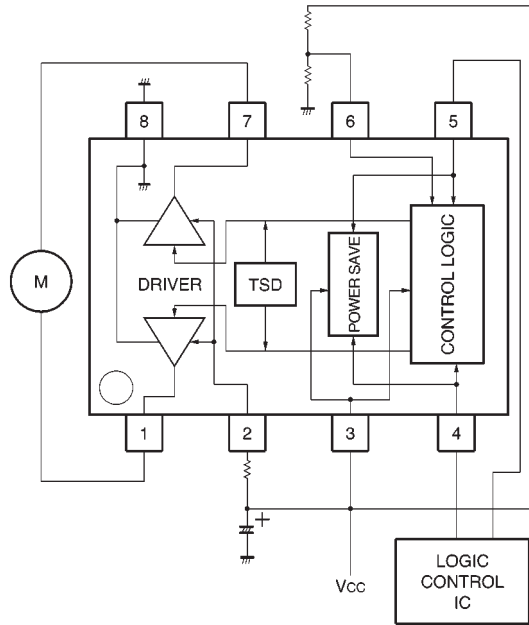 8
7
6
5
M
DRIVER
TSD
POWER SAVE
CONTROL LOGIC
1
2
3
4
+
VCC
LOGIC
CONTROL
IC